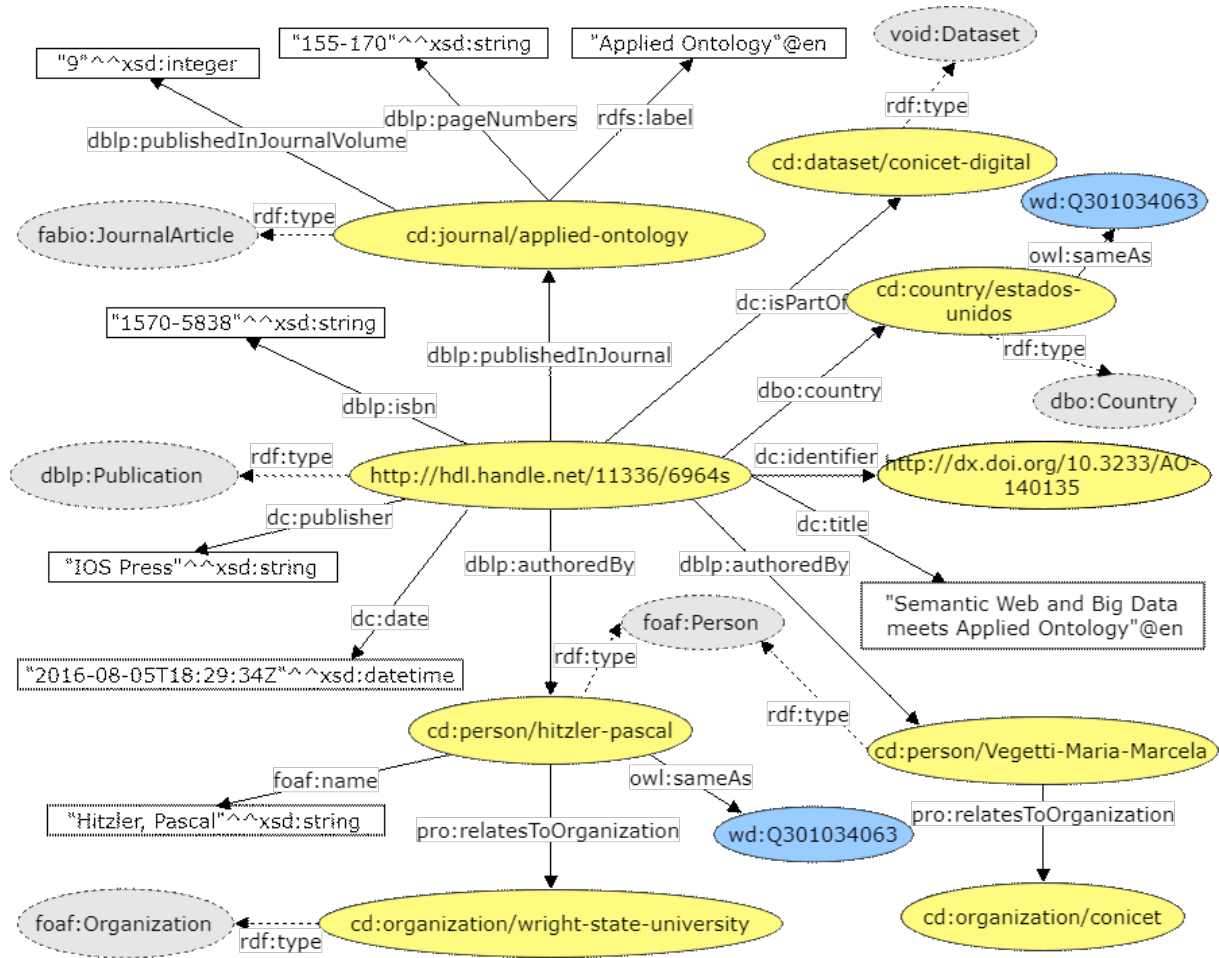 void:Dataset
"155-170"^^xsd:string
"Applied Ontology"@en
"9"^^xsd:integer
rdf:type
dblp:pageNumbers
rdfs:label
dblp:publishedInJournalVolume
cd:dataset/conicet-digital
wd:Q301034063
rdf:type
fabio:JournalArticle
cd:journal/applied-ontology
owl:sameAs
cd:country/estados-
unidos
dc:isPartOf
"1570-5838"^^xsd:string
rdf:type
dblp:publishedInJournal
dbo:country
dbo:Country
dblp:isbn
rdf:type
dc:identifier
dblp:Publication
http://hdl.handle.net/11336/6964s
http://dx.doi.org/10.3233/AO-
140135
dc:publisher
dc:title
"IOS Press"^^xsd:string
dblp:authoredBy
dblp:authoredBy
"Semantic Web and Big Data
meets Applied Ontology"@en
dc:date
foaf:Person
rdf:type
"2016-08-05T18:29:34Z"^^xsd:datetime
rdf:type
cd:person/hitzler-pascal
cd:person/Vegetti-Maria-Marcela
foaf:name
owl:sameAs
"Hitzler, Pascal"^^xsd:string
pro:relatesToOrganization
wd:Q301034063
pro:relatesToOrganization
foaf:Organization
cd:organization/wright-state-university
cd:organization/conicet
rdf:type